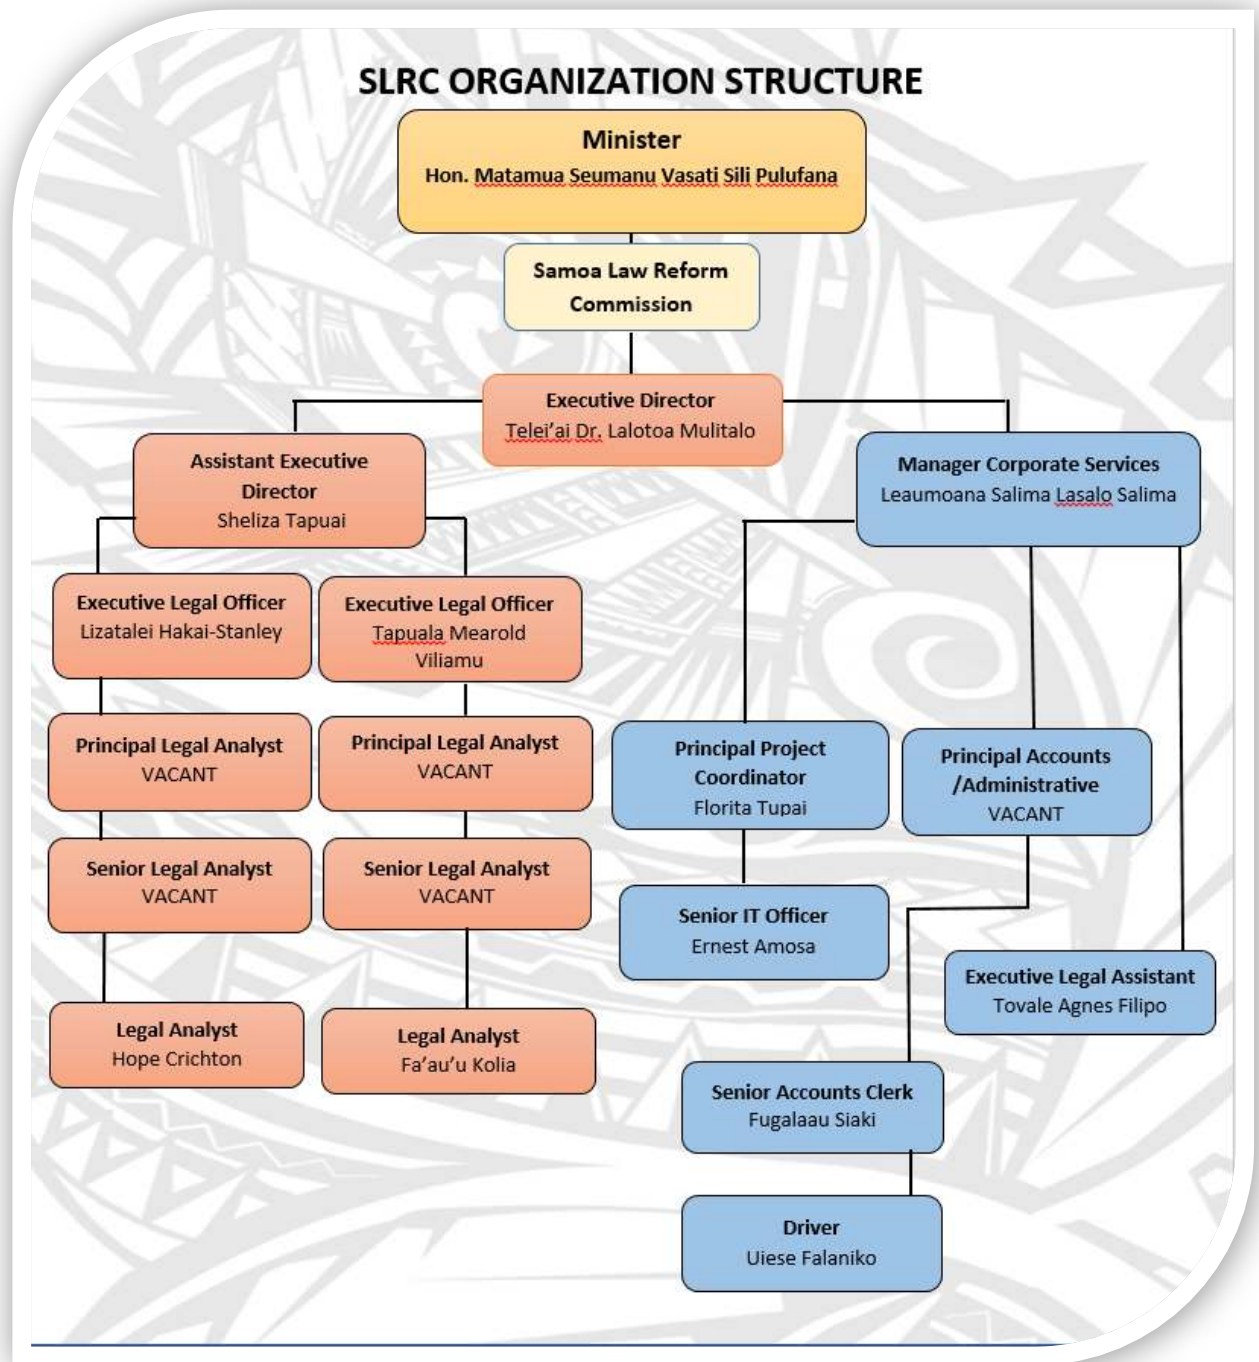 SLRC ORGANIZATION STRUCTURE
Minister
Hon. Matamua Seumanu Vasati Sili Pulufana
Samoa Law Reform
Commission
Executive Director
Telei'ai Dr. Lalotoa Mulitalo
Assistant Executive
Director
Sheliza Tapuai
Manager Corporate Services
Leaumoana Salima Lasalo Salima
Executive Legal Officer
Lizatalei Hakai-Stanley
Executive Legal Officer
Tapuala Mearold
Viliamu
Principal Legal Analyst
VACANT
Principal Legal Analyst
VACANT
Principal Project
Coordinator
Florita Tupai
Principal Accounts
/Administrative
VACANT
Senior Legal Analyst
VACANT
Senior Legal Analyst
VACANT
Senior IT Officer
Ernest Amosa
Executive Legal Assistant
Tovale Agnes Filipo
Legal Analyst
Hope Crichton
Legal Analyst
Fa'au'u Kolia
Senior Accounts Clerk
Fugalaau Siaki
Driver
Uiese Falaniko